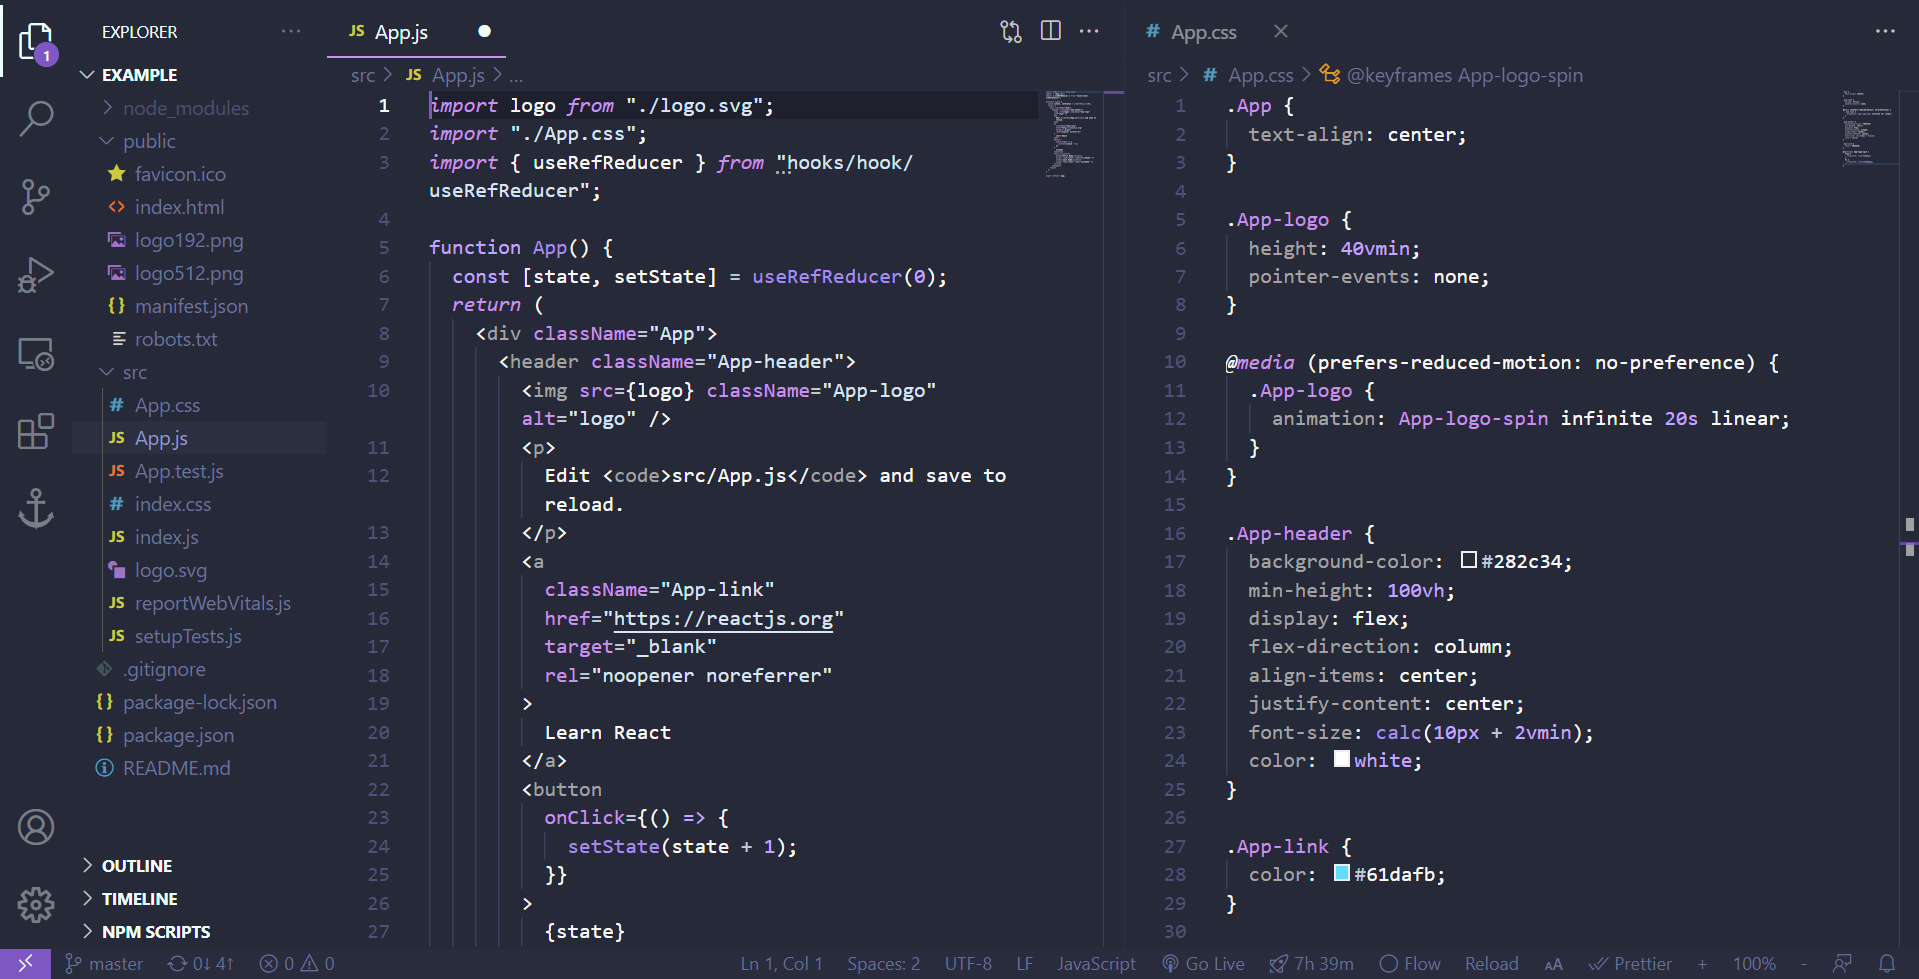 EXPLORER
EXAMPLE
node_modules
public
favicon.ico
index.html
logo192.png
logo512.png
manifest.json
robots.txt
src
App.css
App.js
App.test.js
index.css
index.js
logo.svg
reportWebVitals.js
setupTests.js
.gitignore
package-lock.json
package.json
README.md
OUTLINE
TIMELINE
NPM SCRIPTS
1
JS App.js
src > JS App.js > ...
1 import logo from "./logo.svg";
2 import "./App.css";
3 import { useRefReducer } from "hooks/hook/
useRefReducer";
4
5 function App() {
6 const [state, setState] = useRefReducer(0);
7 return (
8 <div className="App">
9 <header className="App-header">
10 <img src={logo} className="App-logo"
alt="logo" />
11 <p>
12 Edit <code>src/App.js</code> and save to
reload.
13 </p>
14 <a
15 className="App-link"
16 href="https://reactjs.org"
17 target="_blank"
18 rel="noopener noreferrer"
19 >
20 Learn React
21 </a>
22 <button
23 onClick={() => {
24 setState(state + 1);
25 }}
26 >
27 {state}
# App.css
src > # App.css > @keyframes App-logo-spin
1 .App {
2 text-align: center;
3 }
4
5 .App-logo {
6 height: 40vmin;
7 pointer-events: none;
8 }
9
10 @media (prefers-reduced-motion: no-preference) {
11 .App-logo {
12 animation: App-logo-spin infinite 20s linear;
13 }
14 }
15
16 .App-header {
17 background-color: #282c34;
18 min-height: 100vh;
19 display: flex;
20 flex-direction: column;
21 align-items: center;
22 justify-content: center;
23 font-size: calc(10px + 2vmin);
24 color: white;
25 }
26
27 .App-link {
28 color: #61dafb;
29 }
30
master 0↓ 4↑ 0 0 Ln 1, Col 1 Spaces: 2 UTF-8 LF JavaScript Go Live 7h 39m Flow Reload AA Prettier + 100% -